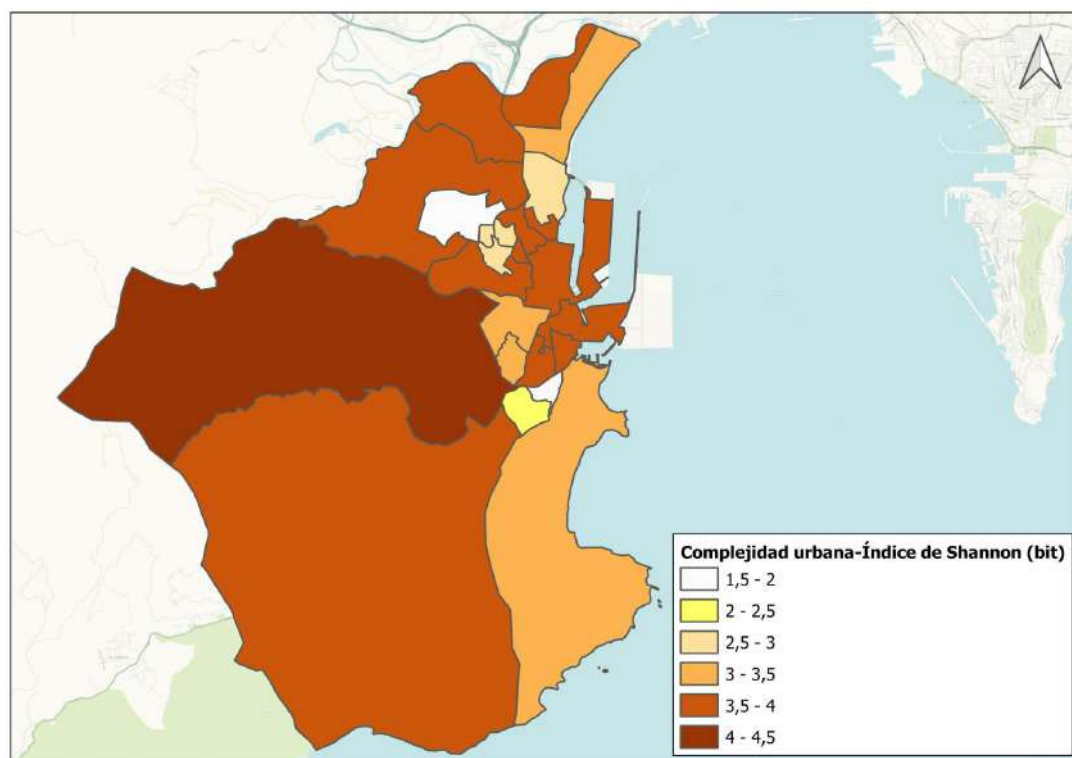 Complejidad urbana-Índice de Shannon (bit)
1,5 - 2
2 - 2,5
2,5 - 3
3 - 3,5
3,5 - 4
4 - 4,5